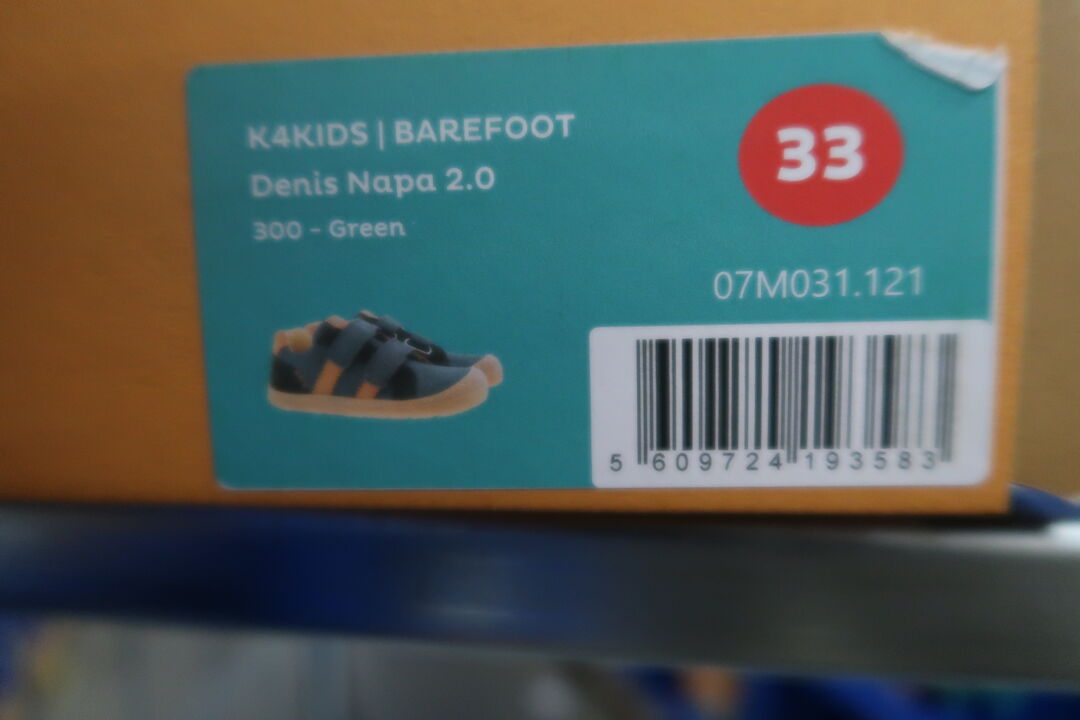 K4KIDS | BAREFOOT
Denis Napa 2.0
300 - Green
33
07M031.121
5 609724 193583